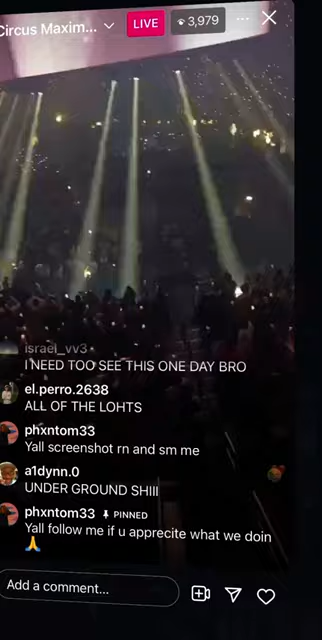 Circus Maxim...
LIVE
3,979
israel_vv3
I NEED TOO SEE THIS ONE DAY BRO
el.perro.2638
ALL OF THE LOHTS
phxntom33
Yall screenshot rn and sm me
a1dynn.0
UNDER GROUND SHIII
phxntom33 PINNED
Yall follow me if u apprecite what we doin
🙏
Add a comment...